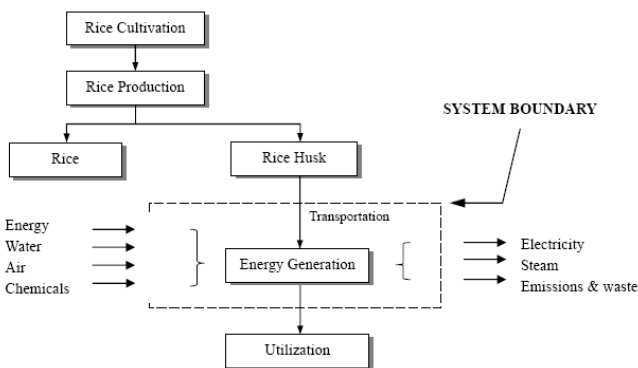 Rice Cultivation
Rice Production
SYSTEM BOUNDARY
Rice
Rice Husk
Transportation
Energy
Water
Air
Chemicals
Energy Generation
Electricity
Steam
Emissions & waste
Utilization